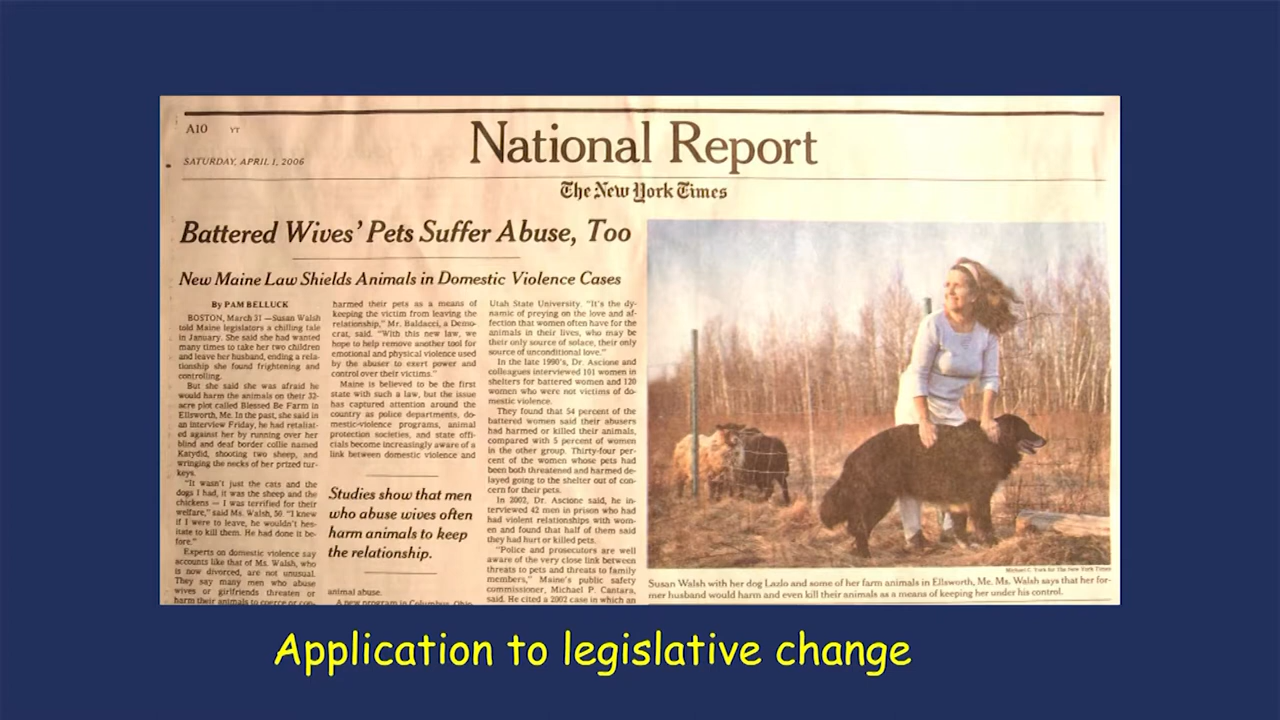 A10 YT
SATURDAY, APRIL 1, 2006
National Report
The New York Times
Battered Wives' Pets Suffer Abuse, Too
New Maine Law Shields Animals in Domestic Violence Cases
By PAM BELLUCK
BOSTON, March 31 — Susan Walsh
told Maine legislators a chilling tale
in January. She said she had wanted
many times to take her two children
and leave her husband, ending a rela-
tionship she found frightening and
controlling.
But she said she was afraid he
would harm the animals on their 32-
acre plot called Blessed Be Farm in
Ellsworth, Me. In the past, she said in
an interview Friday, he had retaliat-
ed against her by running over her
blind and deaf border collie named
Katydid, shooting two sheep, and
wringing the necks of her prized tur-
keys.
"It wasn't just the cats and the
dogs I had, it was the sheep and the
chickens — I was terrified for their
welfare," said Ms. Walsh, 50. "I knew
if I were to leave, he wouldn't hes-
itate to kill them. He had done it be-
fore."
Experts on domestic violence say
accounts like that of Ms. Walsh, who
is now divorced, are not unusual.
They say many men who abuse
wives or girlfriends threaten or
harm their animals to coerce or con-
harmed their pets as a means of
keeping the victim from leaving the
relationship," Mr. Baldacci, a Demo-
crat, said. "With this new law, we
hope to help remove another tool for
emotional and physical violence used
by the abuser to exert power and
control over their victims."
Maine is believed to be the first
state with such a law, but the issue
has captured attention around the
country as police departments, do-
mestic-violence programs, animal
protection societies, and state offi-
cials become increasingly aware of a
link between domestic violence and
Studies show that men
who abuse wives often
harm animals to keep
the relationship.
animal abuse.
A new program in Columbus, Ohio
Utah State University. "It's the dy-
namic of preying on the love and af-
fection that women often have for the
animals in their lives, who may be
their only source of solace, their only
source of unconditional love."
In the late 1990's, Dr. Ascione and
colleagues interviewed 101 women in
shelters for battered women and 120
women who were not victims of do-
mestic violence.
They found that 54 percent of the
battered women said their abusers
had harmed or killed their animals,
compared with 5 percent of women
in the other group. Thirty-four per-
cent of the women whose pets had
been both threatened and harmed de-
layed going to the shelter out of con-
cern for their pets.
In 2002, Dr. Ascione said, he in-
terviewed 42 men in prison who had
had violent relationships with wom-
en and found that half of them said
they had hurt or killed pets.
"Police and prosecutors are well
aware of the very close link between
threats to pets and threats to family
members," Maine's public safety
commissioner, Michael P. Cantara,
said. He cited a 2002 case in which an
Michael C. York for The New York Times
Susan Walsh with her dog Lazlo and some of her farm animals in Ellsworth, Me. Ms. Walsh says that her for-
mer husband would harm and even kill their animals as a means of keeping her under his control.
Application to legislative change